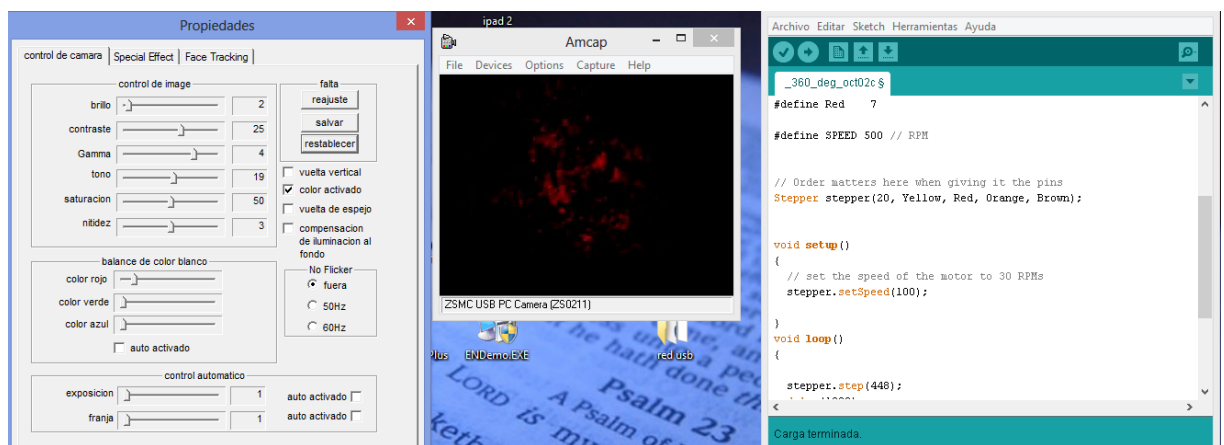 Propiedades
control de camara
Special Effect
Face Tracking
control de image
brillo 2
contraste 25
Gamma 4
tono 19
saturacion 50
nitidez 3
falta
reajuste
salvar
restablecer
vuelta vertical
color activado
vuelta de espejo
compensacion
de iluminacion al
fondo
balance de color blanco
color rojo
color verde
color azul
auto activado
No Flicker
fuera
50Hz
60Hz
control automatico
exposicion 1 auto activado
franja 1 auto activado
ipad 2
Amcap
File Devices Options Capture Help
ZSMC USB PC Camera (ZS0211)
ENDemo.EXE
red usb
he hath done
LORD is
Psalm 23
A Psalm of
Archivo Editar Sketch Herramientas Ayuda
_360_deg_oct02c §
#define Red 7
#define SPEED 500 // RPM
// Order matters here when giving it the pins
Stepper stepper(20, Yellow, Red, Orange, Brown);
void setup()
{
// set the speed of the motor to 30 RPMs
stepper.setSpeed(100);
}
void loop()
{
stepper.step(448);
Carga terminada.